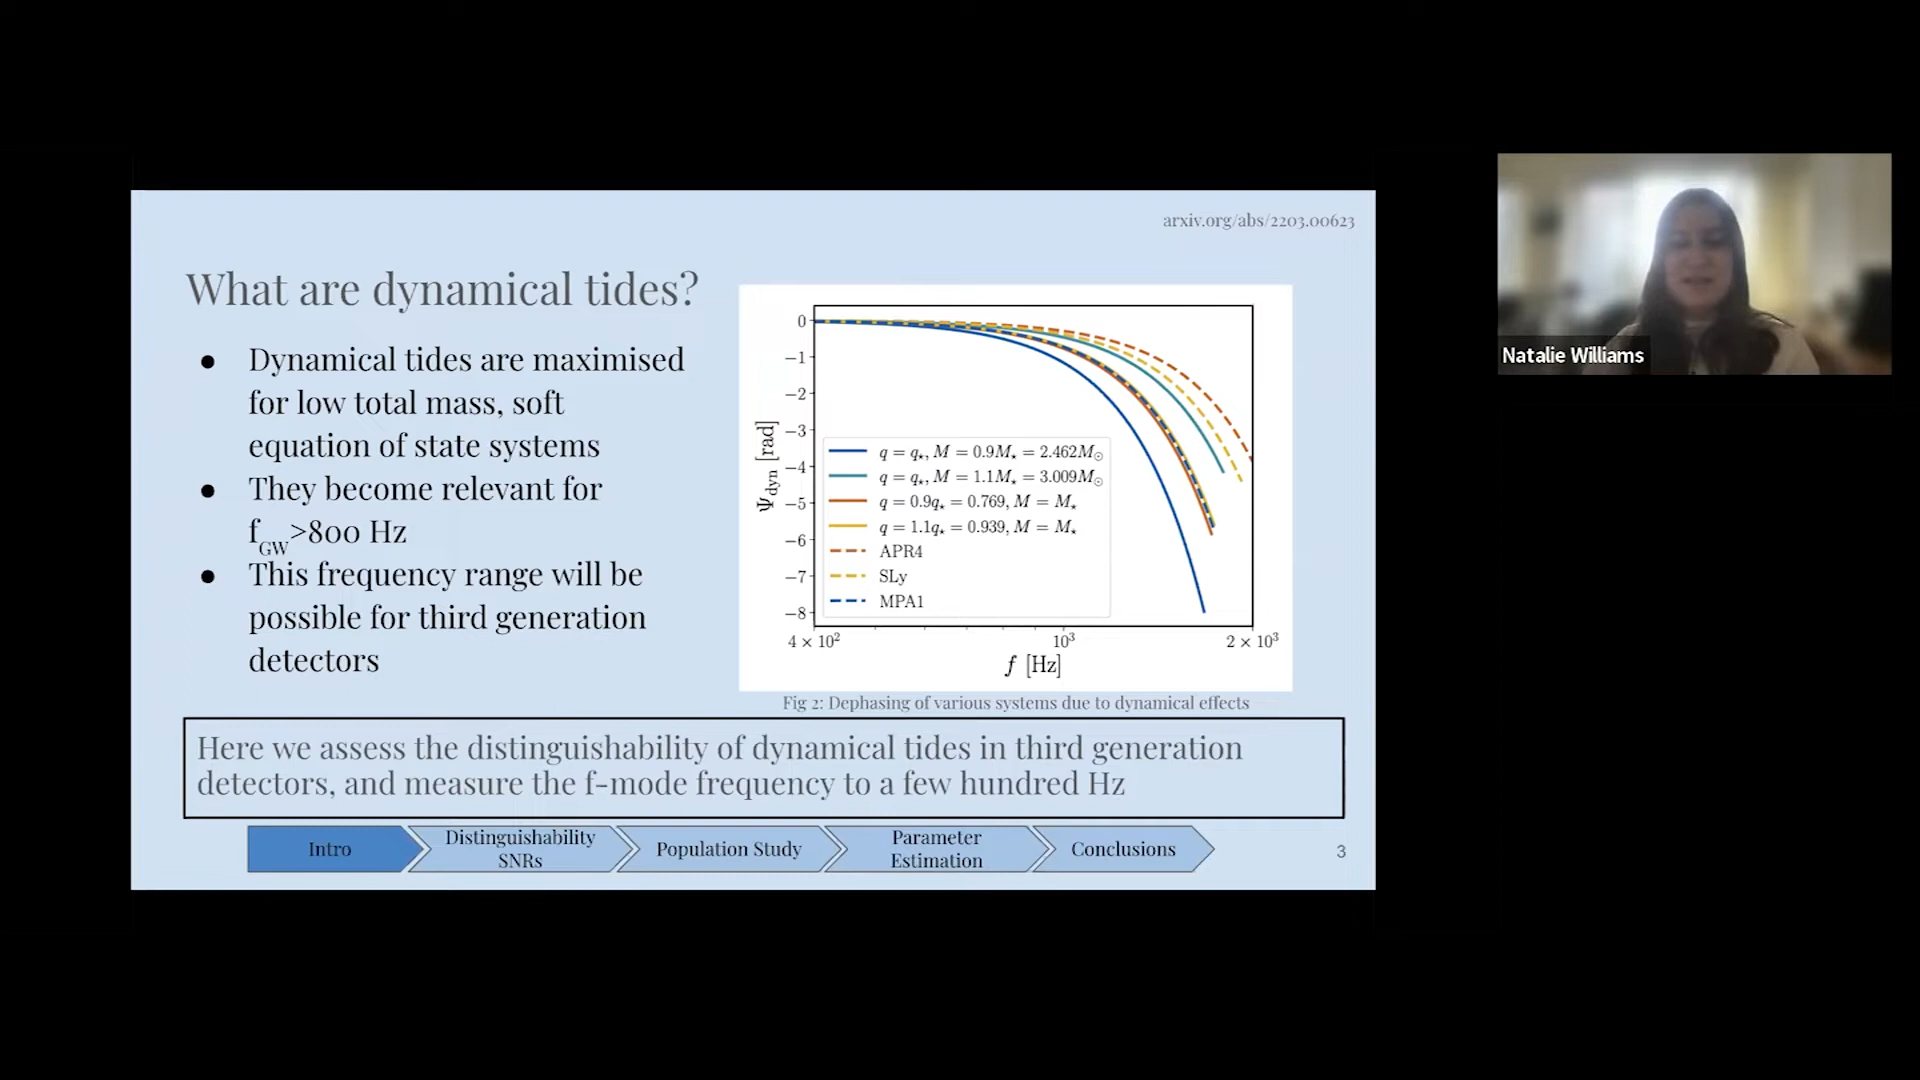 arxiv.org/abs/2203.00623
What are dynamical tides?
● Dynamical tides are maximised
for low total mass, soft
equation of state systems
● They become relevant for
f_GW>800 Hz
● This frequency range will be
possible for third generation
detectors
0
−1
−2
−3
−4
−5
−6
−7
−8
Ψ_dyn [rad]
q = q⋆, M = 0.9M⋆ = 2.462M⊙
q = q⋆, M = 1.1M⋆ = 3.009M⊙
q = 0.9q⋆ = 0.769, M = M⋆
q = 1.1q⋆ = 0.939, M = M⋆
APR4
SLy
MPA1
4 × 10² 10³ 2 × 10³
f [Hz]
Fig 2: Dephasing of various systems due to dynamical effects
Here we assess the distinguishability of dynamical tides in third generation
detectors, and measure the f-mode frequency to a few hundred Hz
Intro
Distinguishability
SNRs
Population Study
Parameter
Estimation
Conclusions
3
Natalie Williams